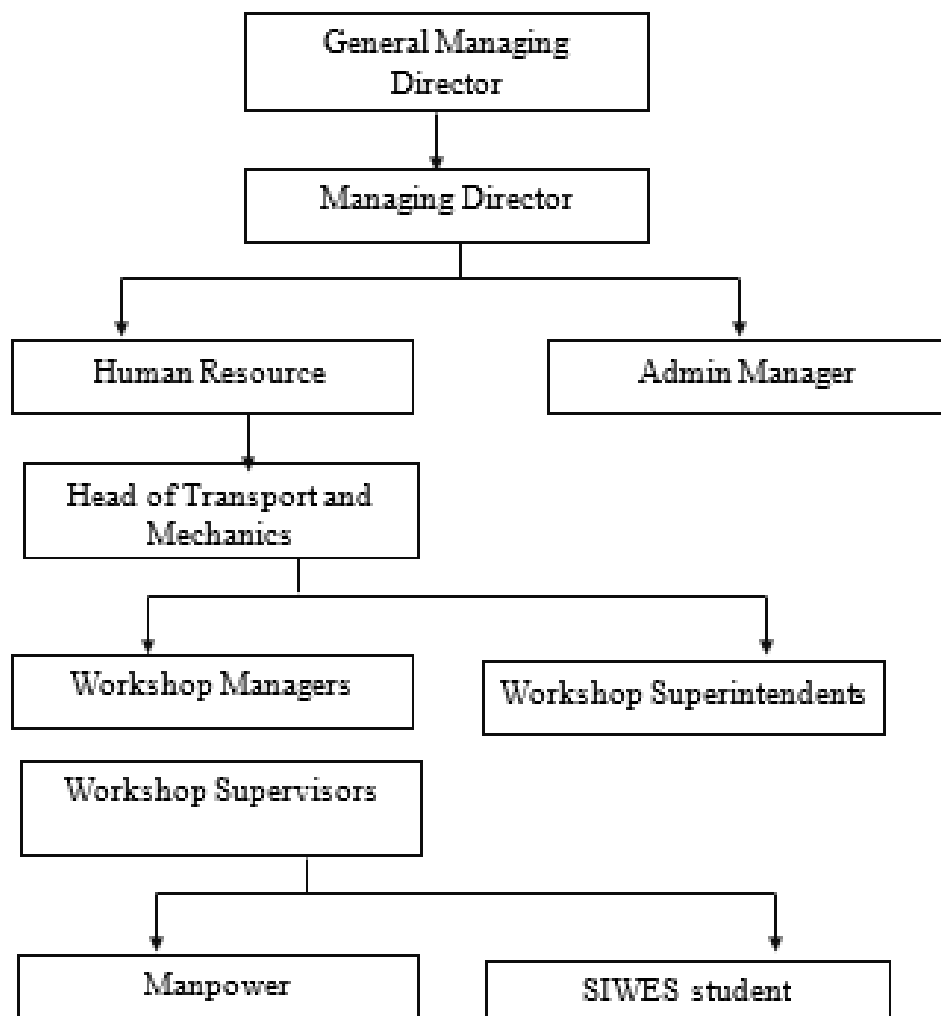 General Managing
Director
Managing Director
Human Resource
Admin Manager
Head of Transport and
Mechanics
Workshop Managers
Workshop Superintendents
Workshop Supervisors
Manpower
SIWES student